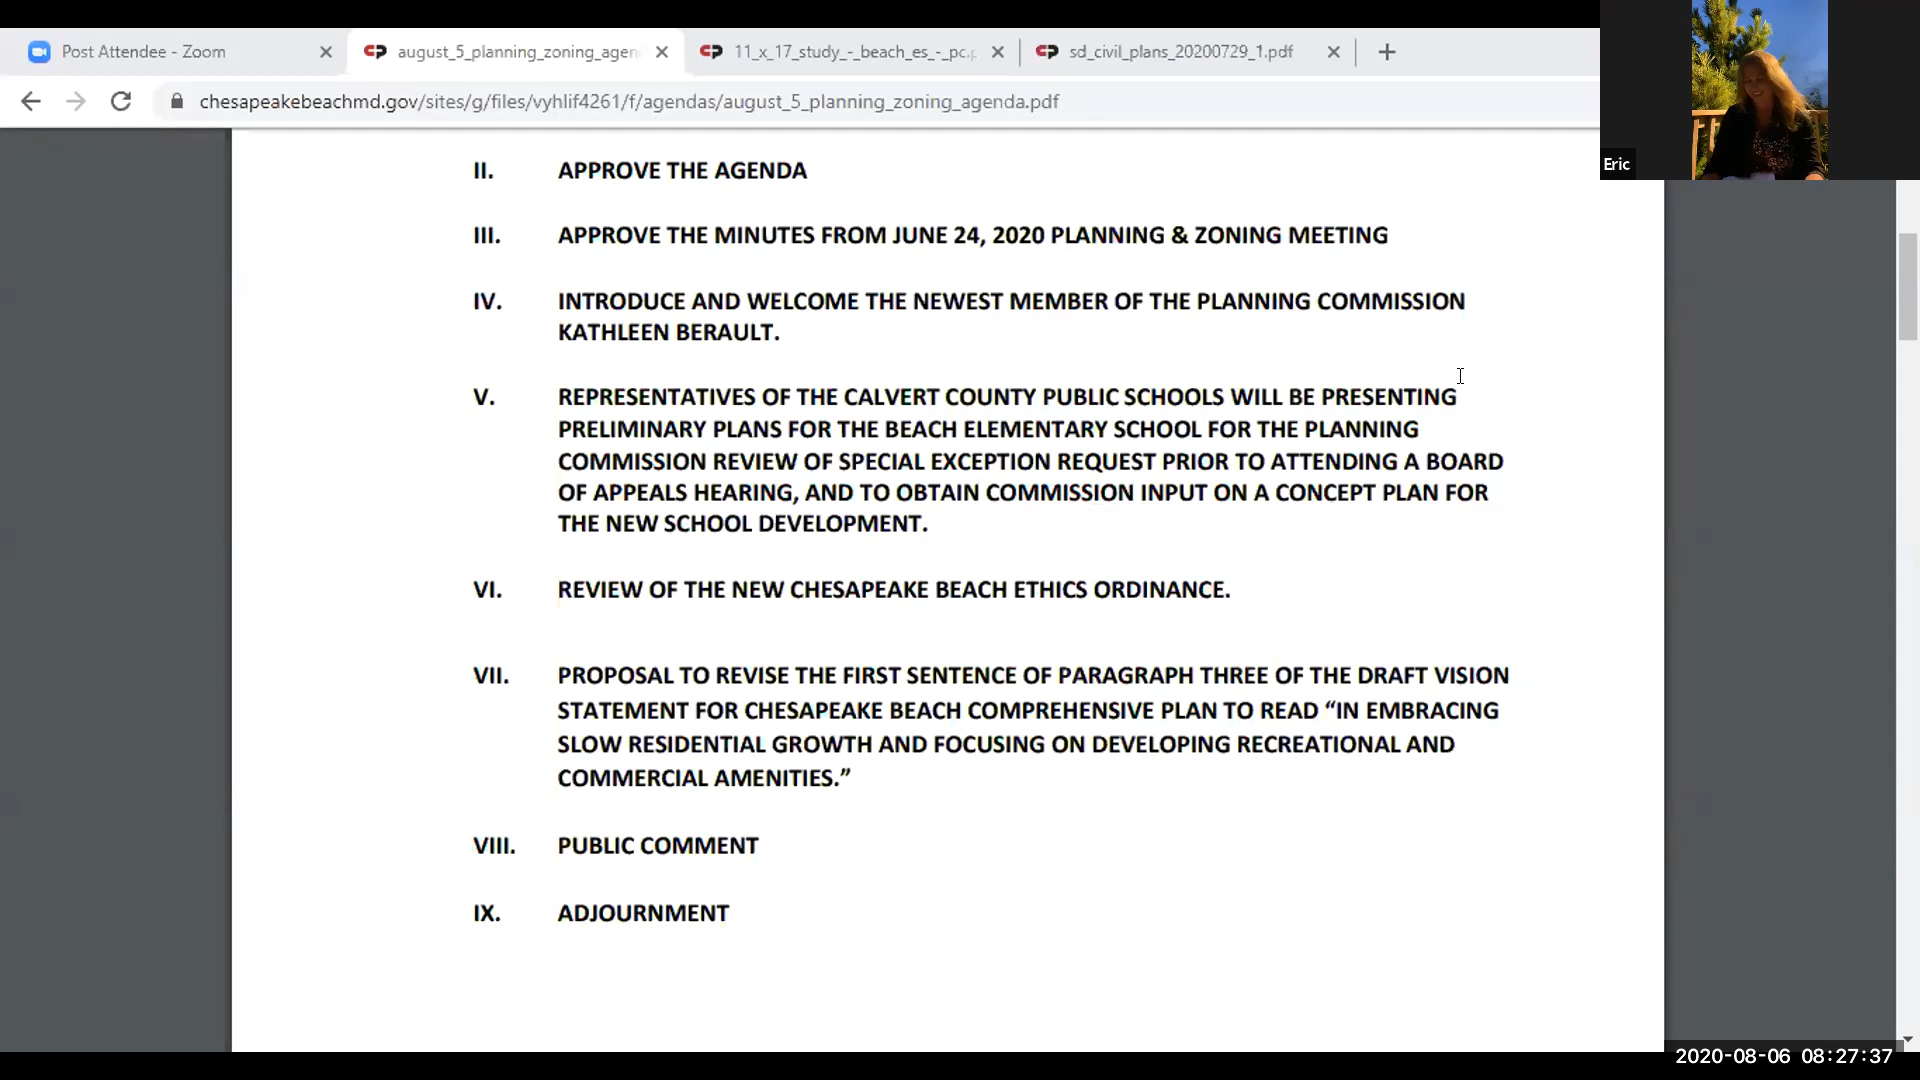 Post Attendee - Zoom
august_5_planning_zoning_agen
11_x_17_study_-_beach_es_-_pc.p
sd_civil_plans_20200729_1.pdf
chesapeakebeachmd.gov/sites/g/files/vyhlif4261/f/agendas/august_5_planning_zoning_agenda.pdf
Eric
II. APPROVE THE AGENDA
III. APPROVE THE MINUTES FROM JUNE 24, 2020 PLANNING & ZONING MEETING
IV. INTRODUCE AND WELCOME THE NEWEST MEMBER OF THE PLANNING COMMISSION
KATHLEEN BERAULT.
V. REPRESENTATIVES OF THE CALVERT COUNTY PUBLIC SCHOOLS WILL BE PRESENTING
PRELIMINARY PLANS FOR THE BEACH ELEMENTARY SCHOOL FOR THE PLANNING
COMMISSION REVIEW OF SPECIAL EXCEPTION REQUEST PRIOR TO ATTENDING A BOARD
OF APPEALS HEARING, AND TO OBTAIN COMMISSION INPUT ON A CONCEPT PLAN FOR
THE NEW SCHOOL DEVELOPMENT.
VI. REVIEW OF THE NEW CHESAPEAKE BEACH ETHICS ORDINANCE.
VII. PROPOSAL TO REVISE THE FIRST SENTENCE OF PARAGRAPH THREE OF THE DRAFT VISION
STATEMENT FOR CHESAPEAKE BEACH COMPREHENSIVE PLAN TO READ “IN EMBRACING
SLOW RESIDENTIAL GROWTH AND FOCUSING ON DEVELOPING RECREATIONAL AND
COMMERCIAL AMENITIES.”
VIII. PUBLIC COMMENT
IX. ADJOURNMENT
2020-08-06 08:27:37